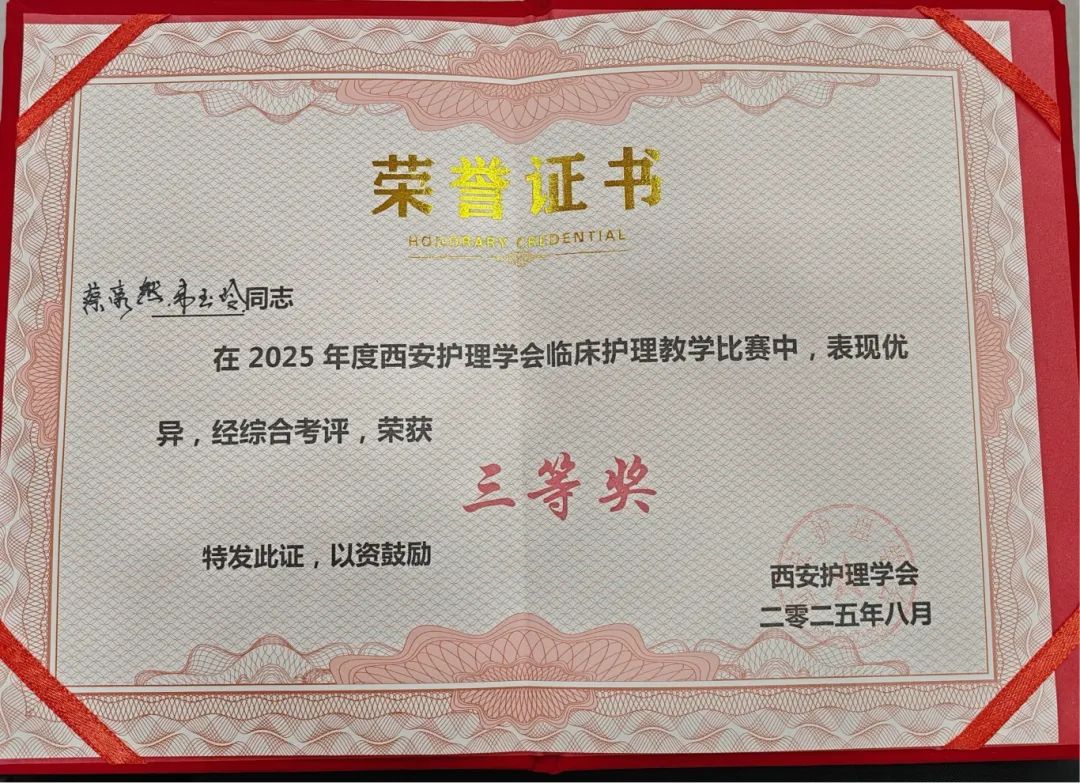 荣誉证书
HONORARY CREDENTIAL
蔡 玉玲同志
在 2025 年度西安护理学会临床护理教学比赛中，表现优
异，经综合考评，荣获
三等奖
特发此证，以资鼓励
西安护理学会
二零二五年八月